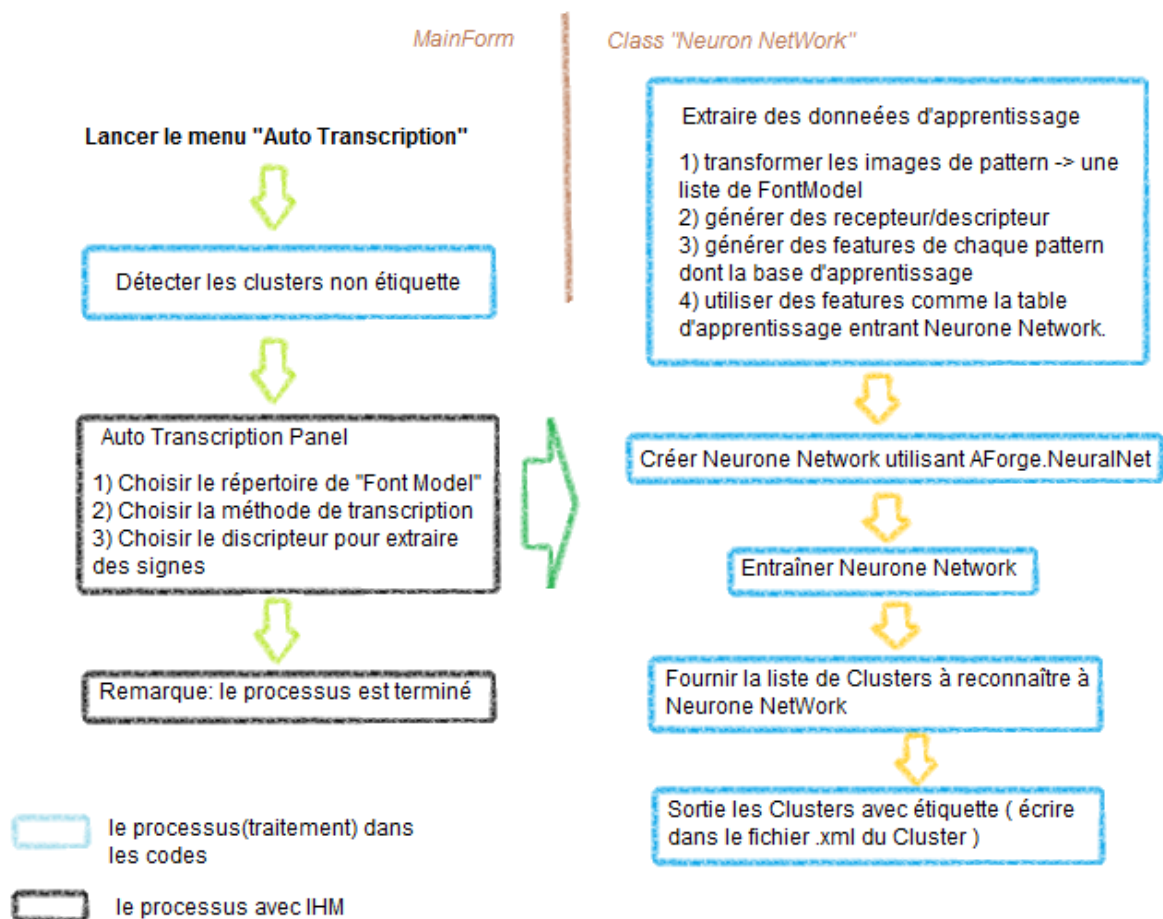 MainForm
Class "Neuron NetWork"
Lancer le menu "Auto Transcription"
Détecter les clusters non étiquette
Auto Transcription Panel
1) Choisir le répertoire de "Font Model"
2) Choisir la méthode de transcription
3) Choisir le discripteur pour extraire
des signes
Remarque: le processus est terminé
le processus(traitement) dans
les codes
le processus avec IHM
Extraire des donneées d'apprentissage
1) transformer les images de pattern -> une
liste de FontModel
2) générer des recepteur/descripteur
3) générer des features de chaque pattern
dont la base d'apprentissage
4) utiliser des features comme la table
d'apprentissage entrant Neurone Network.
Créer Neurone Network utilisant AForge.NeuralNet
Entraîner Neurone Network
Fournir la liste de Clusters à reconnaître à
Neurone NetWork
Sortie les Clusters avec étiquette ( écrire
dans le fichier .xml du Cluster )